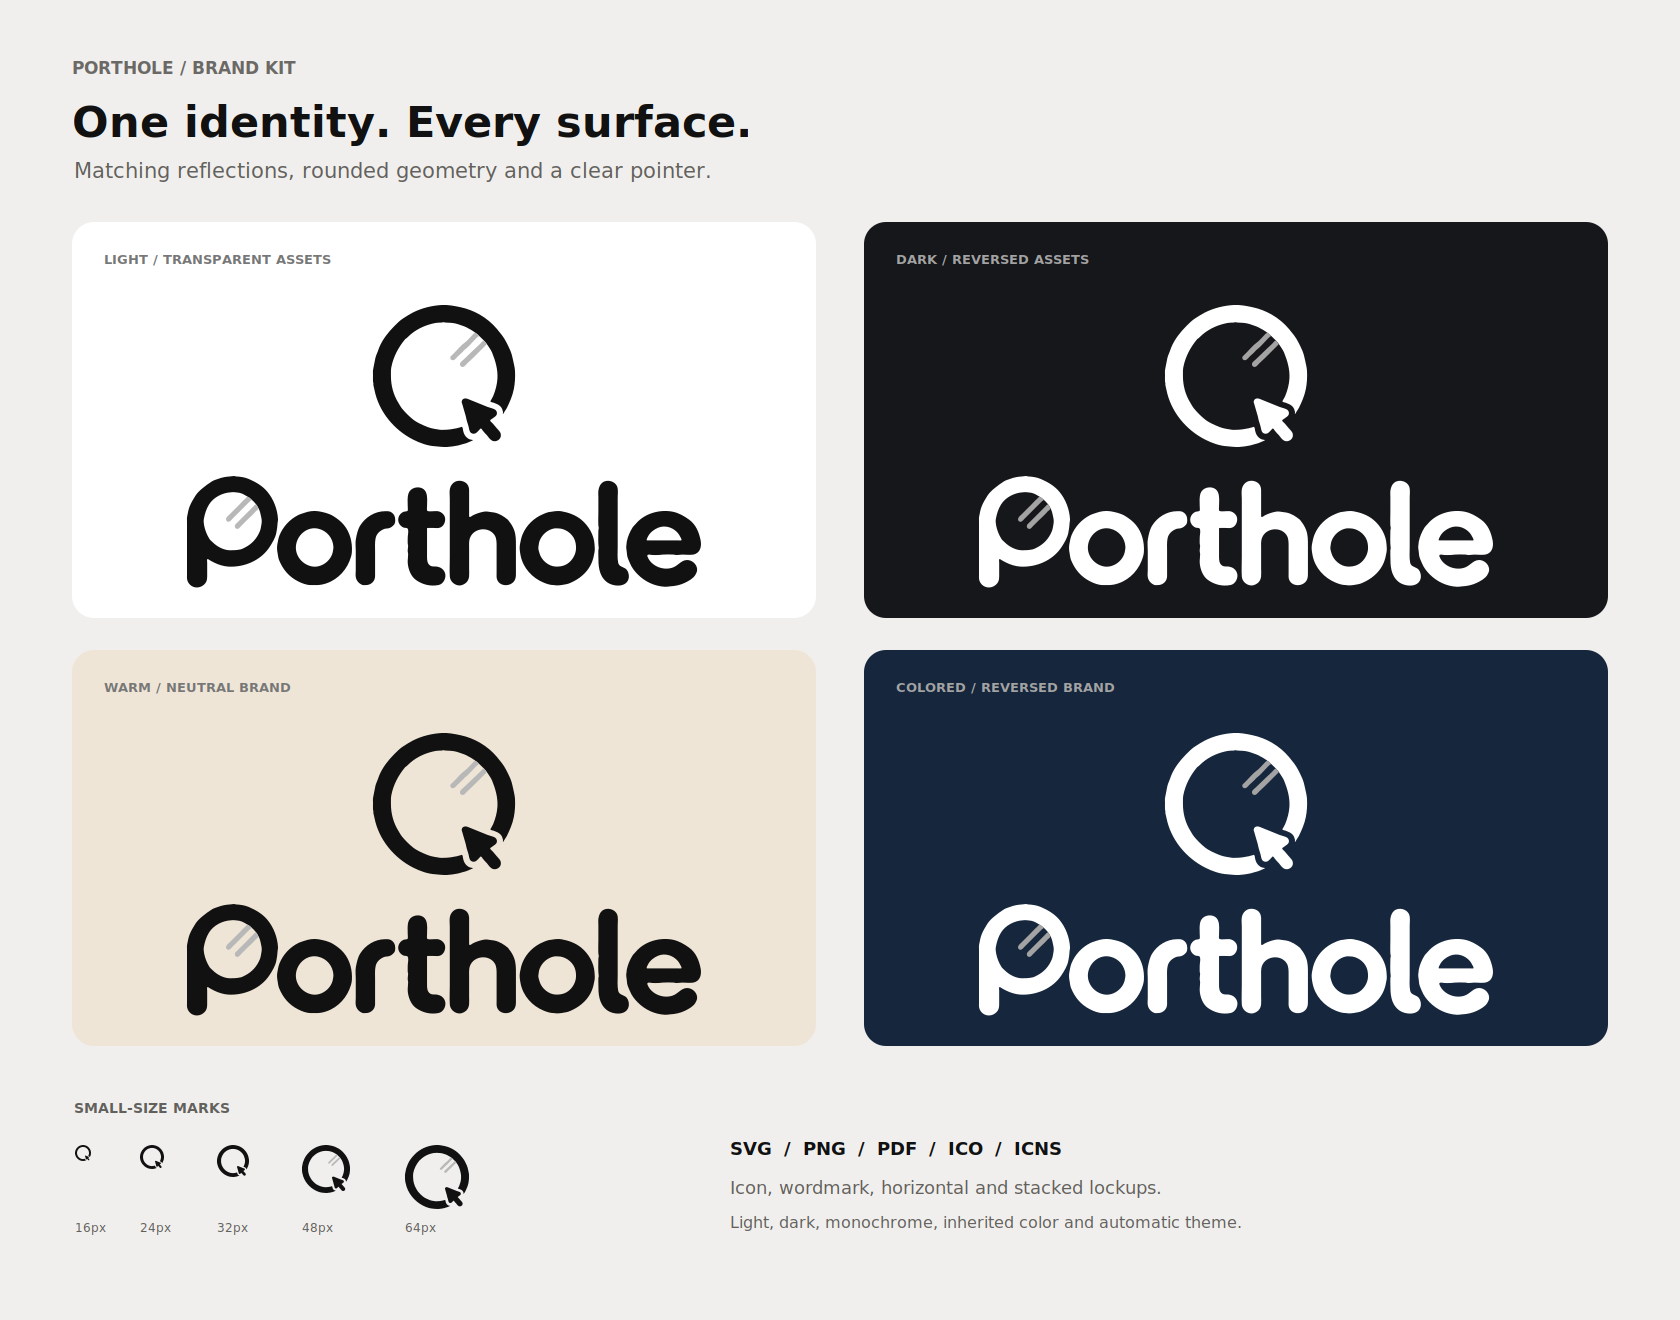 PORTHOLE / BRAND KIT
One identity. Every surface.
Matching reflections, rounded geometry and a clear pointer.
LIGHT / TRANSPARENT ASSETS
Porthole
DARK / REVERSED ASSETS
Porthole
WARM / NEUTRAL BRAND
Porthole
COLORED / REVERSED BRAND
Porthole
SMALL-SIZE MARKS
16px 24px 32px 48px 64px
SVG / PNG / PDF / ICO / ICNS
Icon, wordmark, horizontal and stacked lockups.
Light, dark, monochrome, inherited color and automatic theme.